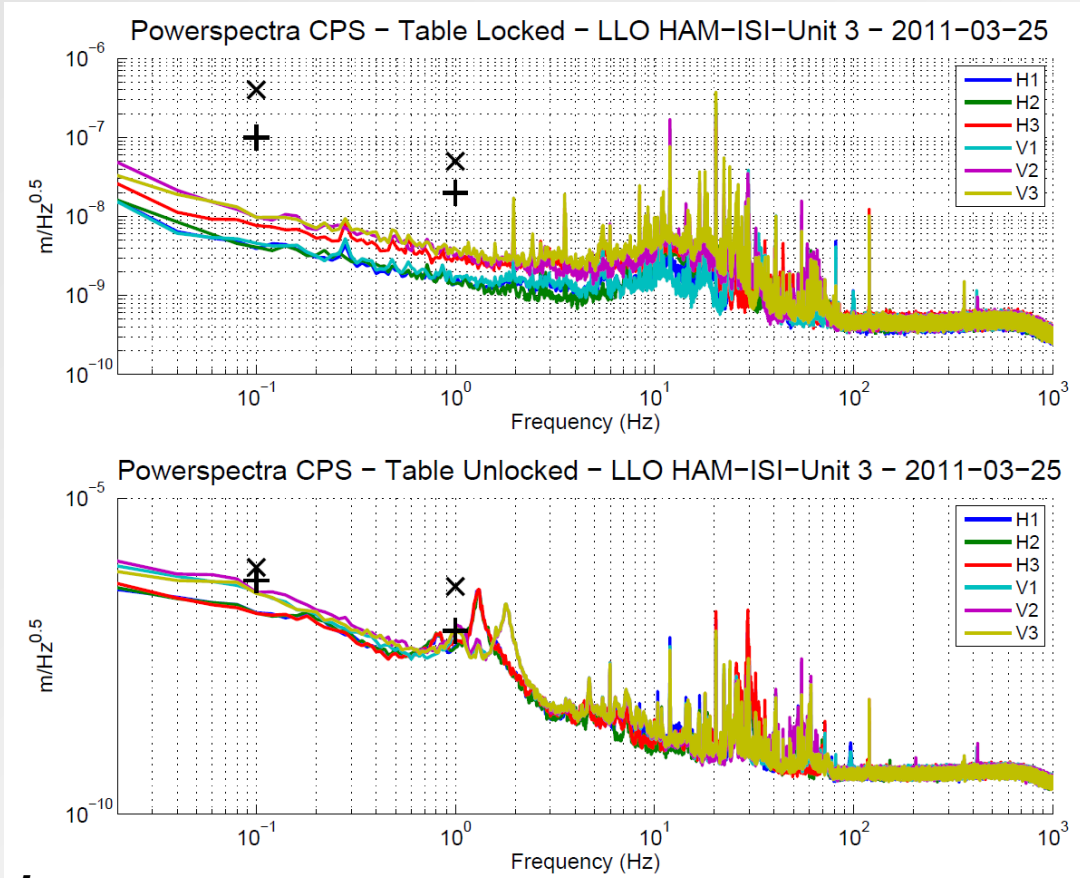 Powerspectra CPS − Table Locked − LLO HAM−ISI−Unit 3 − 2011−03−25
10^−6
10^−7
10^−8
10^−9
10^−10
m/Hz^0.5
H1
H2
H3
V1
V2
V3
10^−1
10^0
10^1
10^2
10^3
Frequency (Hz)
Powerspectra CPS − Table Unlocked − LLO HAM−ISI−Unit 3 − 2011−03−25
10^−5
10^−10
m/Hz^0.5
H1
H2
H3
V1
V2
V3
10^−1
10^0
10^1
10^2
10^3
Frequency (Hz)